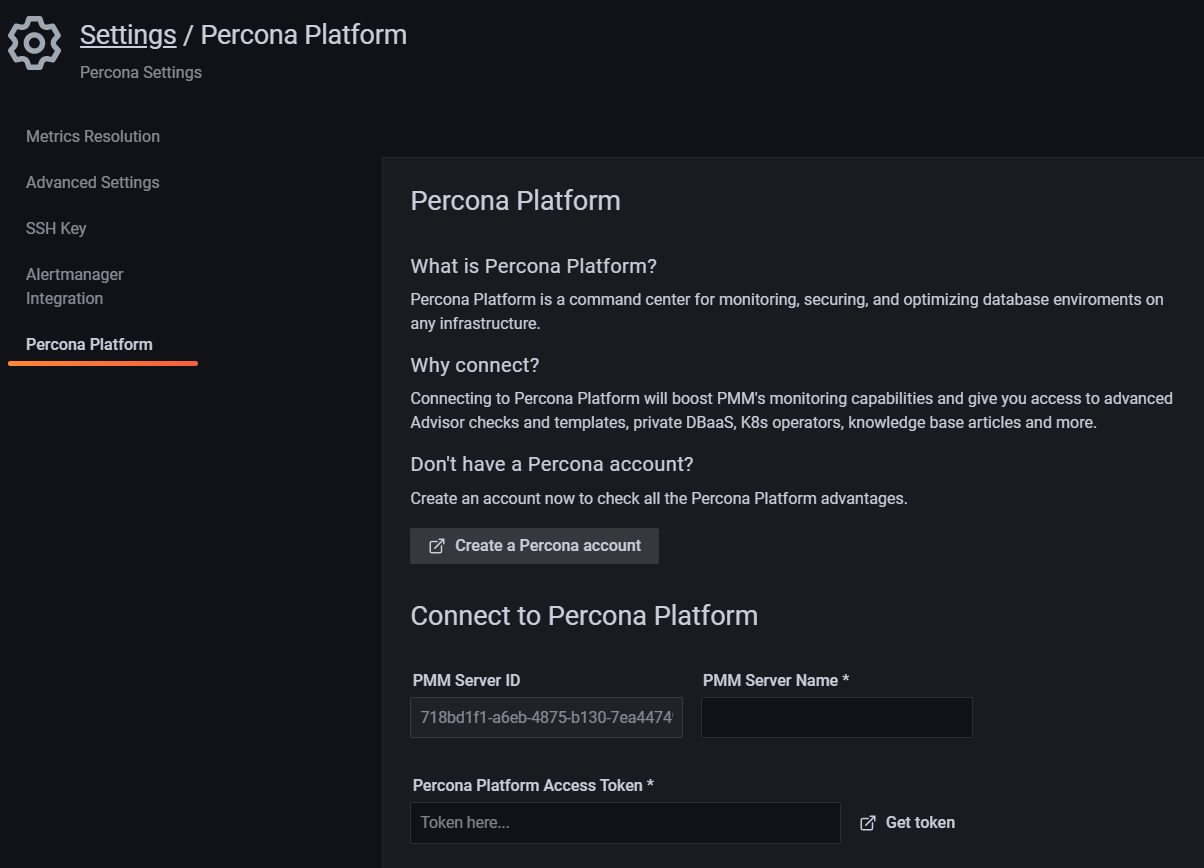 Settings / Percona Platform
Percona Settings
Metrics Resolution
Advanced Settings
SSH Key
Alertmanager
Integration
Percona Platform
Percona Platform
What is Percona Platform?
Percona Platform is a command center for monitoring, securing, and optimizing database enviroments on
any infrastructure.
Why connect?
Connecting to Percona Platform will boost PMM's monitoring capabilities and give you access to advanced
Advisor checks and templates, private DBaaS, K8s operators, knowledge base articles and more.
Don't have a Percona account?
Create an account now to check all the Percona Platform advantages.
Create a Percona account
Connect to Percona Platform
PMM Server ID
PMM Server Name *
718bd1f1-a6eb-4875-b130-7ea4474
Percona Platform Access Token *
Token here...
Get token